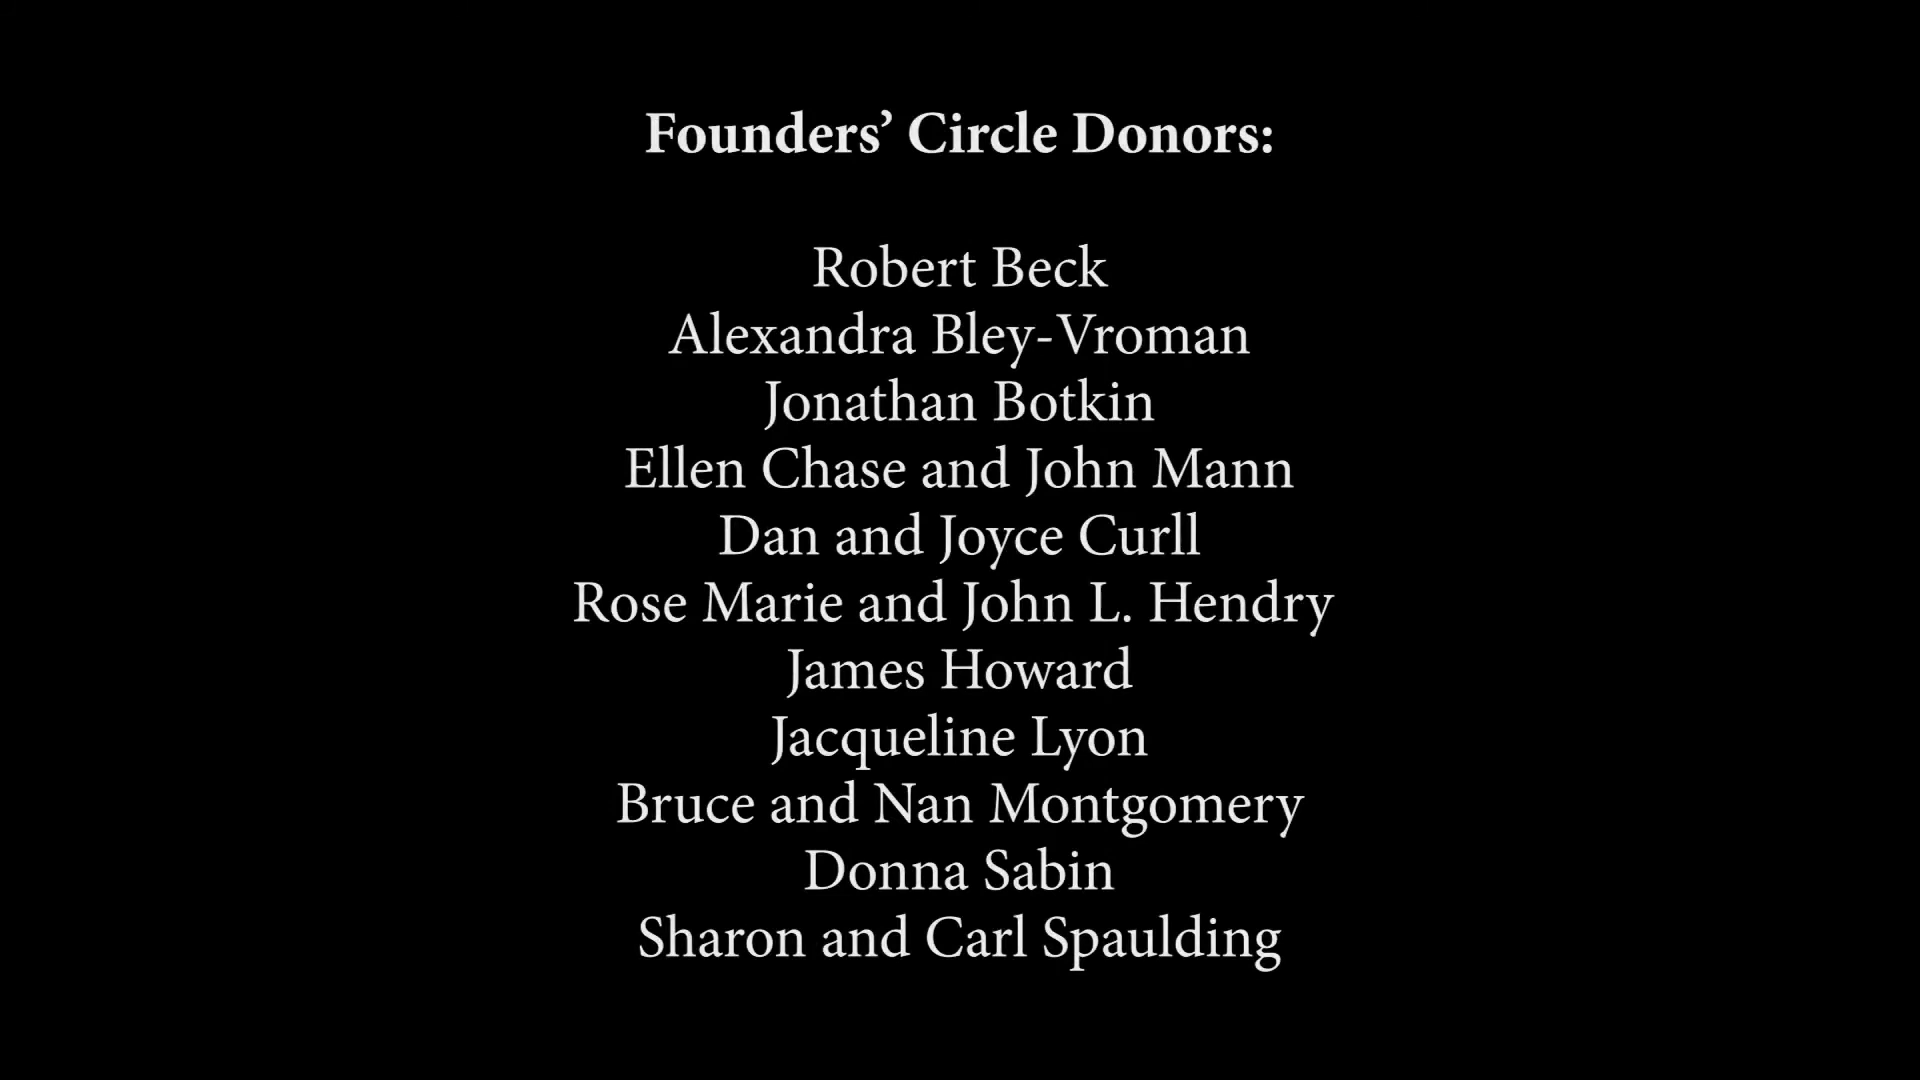 Founders’ Circle Donors:
Robert Beck
Alexandra Bley-Vroman
Jonathan Botkin
Ellen Chase and John Mann
Dan and Joyce Curll
Rose Marie and John L. Hendry
James Howard
Jacqueline Lyon
Bruce and Nan Montgomery
Donna Sabin
Sharon and Carl Spaulding